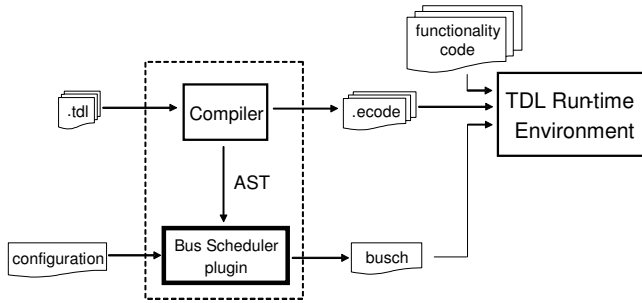 functionality
code
.tdl
Compiler
.ecode
TDL Run-time
Environment
AST
configuration
Bus Scheduler
plugin
busch